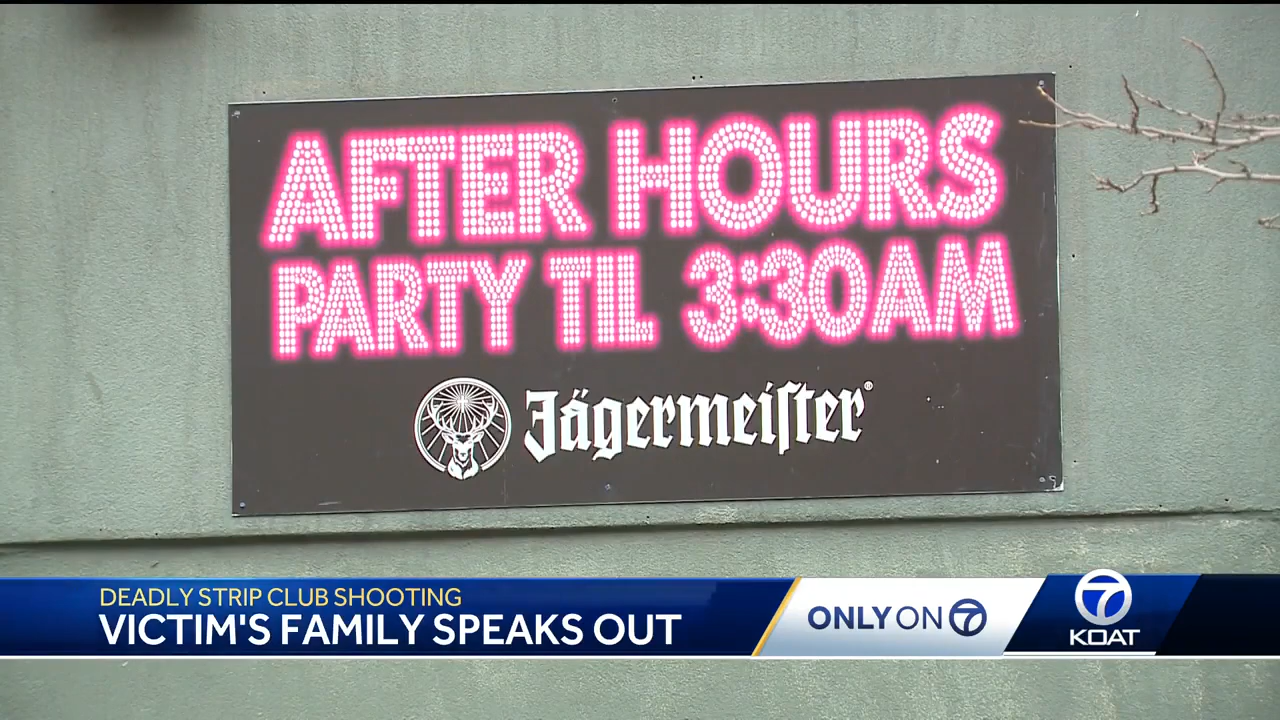 AFTER HOURS
PARTY TIL 3:30AM
Jägermeiſter®
DEADLY STRIP CLUB SHOOTING
VICTIM'S FAMILY SPEAKS OUT
ONLY ON 7
7
KOAT